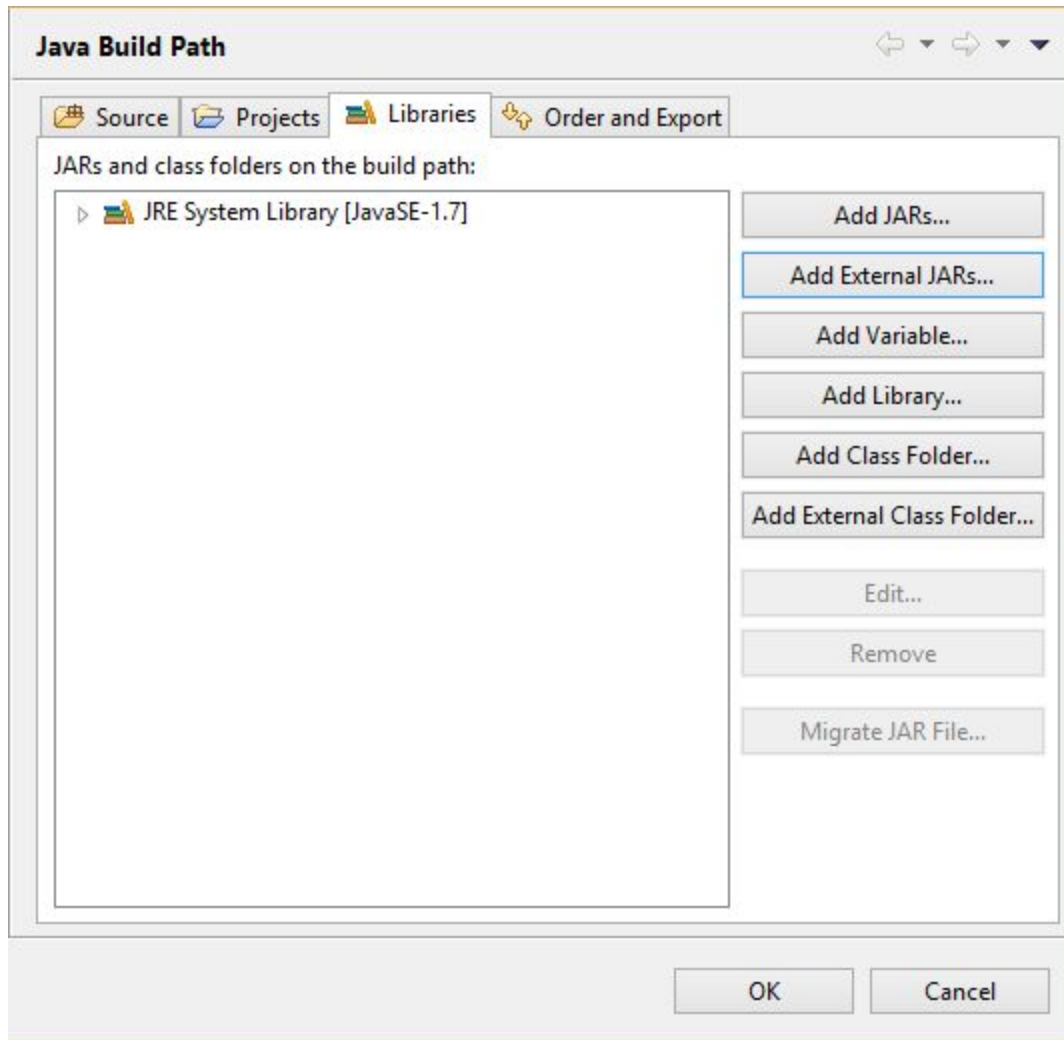 Java Build Path
Source Projects Libraries Order and Export
JARs and class folders on the build path:
JRE System Library [JavaSE-1.7]
Add JARs...
Add External JARs...
Add Variable...
Add Library...
Add Class Folder...
Add External Class Folder...
Edit...
Remove
Migrate JAR File...
OK Cancel